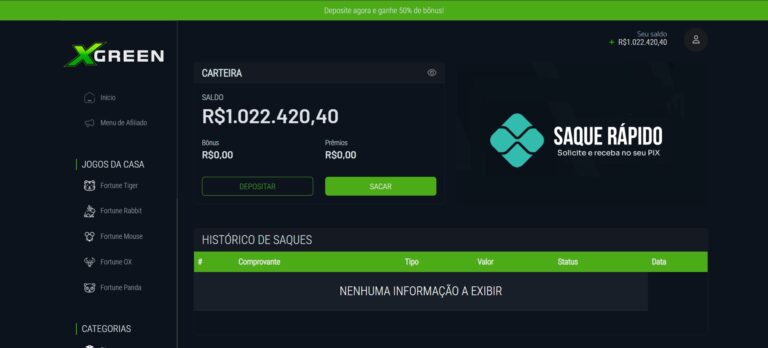 Deposite agora e ganhe 50% de bônus!
XGREEN
Seu saldo
+ R$1.022.420,40
Início
Menu de Afiliado
JOGOS DA CASA
Fortune Tiger
Fortune Rabbit
Fortune Mouse
Fortune OX
Fortune Panda
CATEGORIAS
CARTEIRA
SALDO
R$1.022.420,40
Bônus Prêmios
R$0,00 R$0,00
DEPOSITAR SACAR
SAQUE RÁPIDO
Solicite e receba no seu PIX
HISTÓRICO DE SAQUES
# Comprovante Tipo Valor Status Data
NENHUMA INFORMAÇÃO A EXIBIR